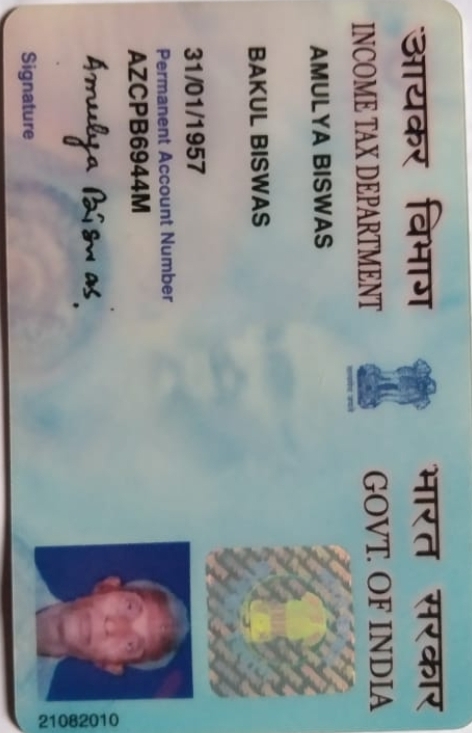 आयकर विभाग
INCOME TAX DEPARTMENT
भारत सरकार
GOVT. OF INDIA
AMULYA BISWAS
BAKUL BISWAS
31/01/1957
Permanent Account Number
AZCPB6944M
Amulya Biswas.
Signature
21082010